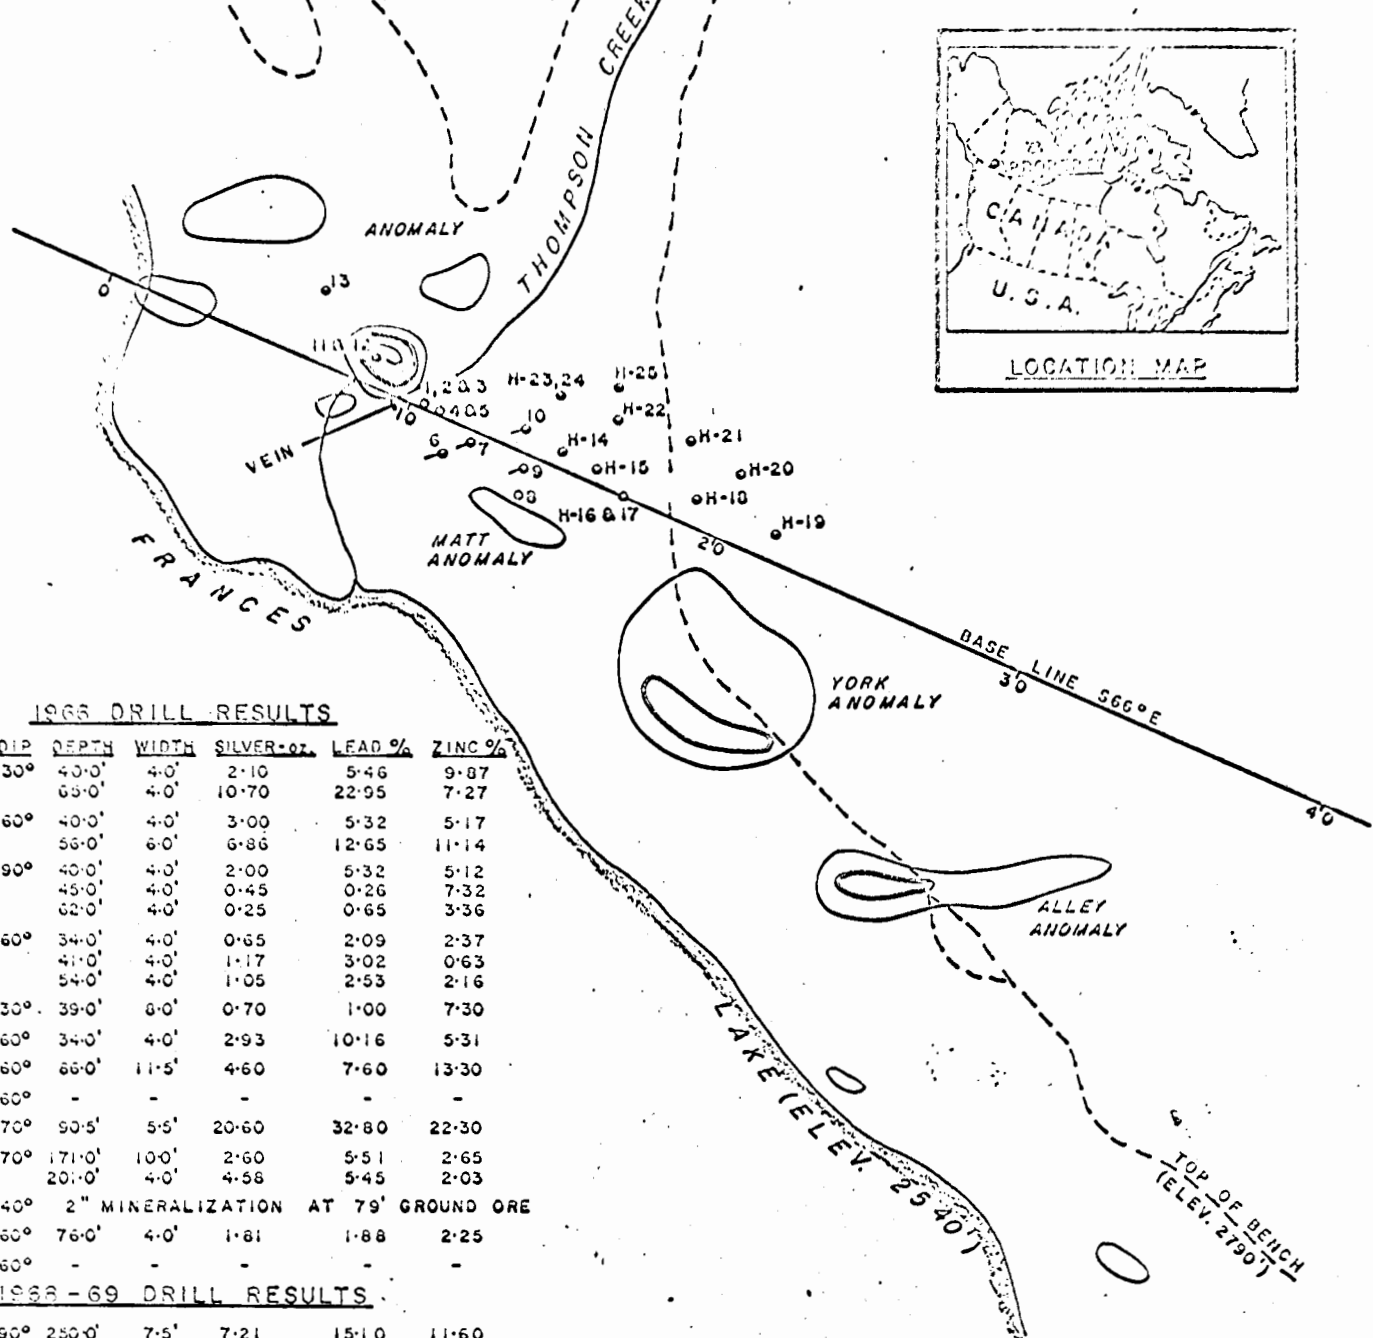 THOMPSON CREEK
ANOMALY
CANADA
U.S.A.
LOCATION MAP
O
13
1, 2 & 3
4 & 5
H-23, 24
H-25
10
10
H-22
6
7
H-14
H-21
9
H-15
H-20
8
H-18
H-16 & 17
H-19
VEIN
MATT
ANOMALY
20
FRANCES
BASE LINE S66°E
30
YORK
ANOMALY
40
ALLEY
ANOMALY
LAKE (ELEV. 2540')
TOP OF BENCH
(ELEV. 2790')
1966 DRILL RESULTS
DIP DEPTH WIDTH SILVER-OZ. LEAD % ZINC %
30° 40.0' 4.0' 2.10 5.46 9.87
65.0' 4.0' 10.70 22.95 7.27
60° 40.0' 4.0' 3.00 5.32 5.17
56.0' 6.0' 6.86 12.65 11.14
90° 40.0' 4.0' 2.00 5.32 5.12
45.0' 4.0' 0.45 0.26 7.32
62.0' 4.0' 0.25 0.65 3.36
60° 34.0' 4.0' 0.65 2.09 2.37
41.0' 4.0' 1.17 3.02 0.63
54.0' 4.0' 1.05 2.53 2.16
30° 39.0' 8.0' 0.70 1.00 7.30
60° 34.0' 4.0' 2.93 10.16 5.31
60° 66.0' 11.5' 4.60 7.60 13.30
60° - - - - -
70° 90.5' 5.5' 20.60 32.80 22.30
70° 171.0' 10.0' 2.60 5.51 2.65
201.0' 4.0' 4.58 5.45 2.03
40° 2" MINERALIZATION AT 79' GROUND ORE
60° 76.0' 4.0' 1.81 1.88 2.25
60° - - - - -
1968-69 DRILL RESULTS
90° 250.0' 7.5' 7.21 15.10 11.60